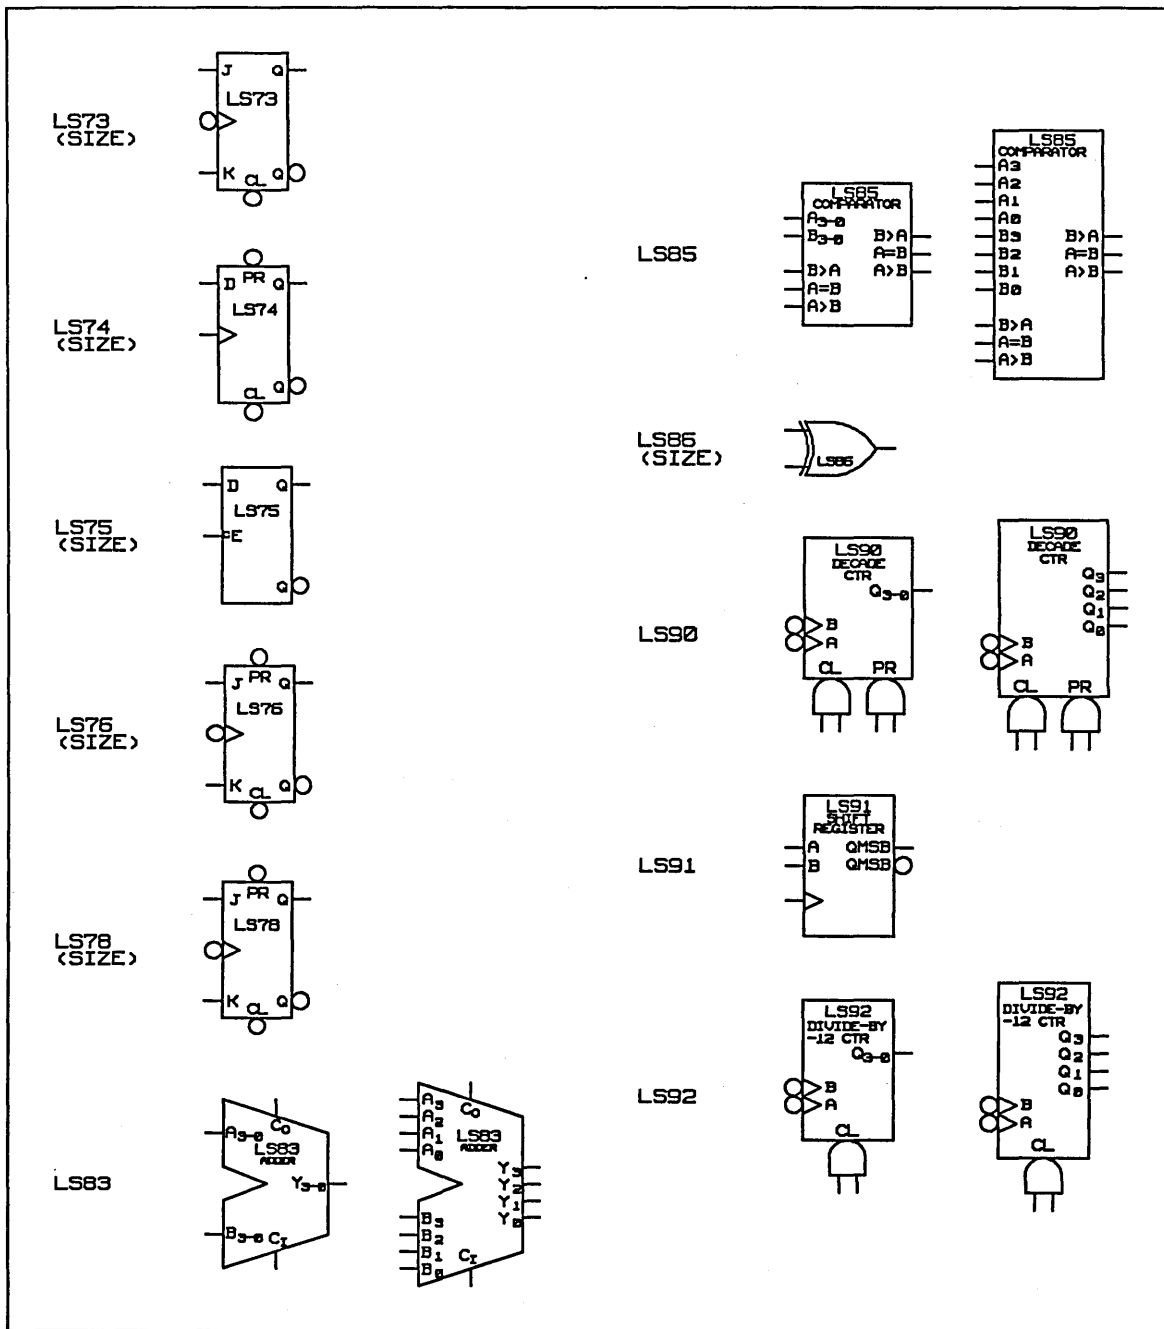 LS73
(SIZE)
J Q
LS73
K CL Q
LS74
(SIZE)
PR
D Q
LS74
CL Q
LS75
(SIZE)
D Q
LS75
E
Q
LS76
(SIZE)
PR
J Q
LS76
K CL Q
LS78
(SIZE)
PR
J Q
LS78
K CL Q
LS83
CO
A3-0
LS83
ADDER
Y3-0
B3-0
CI
CO
A3
A2
A1
A0
LS83
ADDER
Y3
Y2
Y1
Y0
B3
B2
B1
B0
CI
LS85
LS85
COMPARATOR
A3-0
B3-0 B>A
A=B
B>A A>B
A=B
A>B
LS85
COMPARATOR
A3
A2
A1
A0
B3 B>A
B2 A=B
B1 A>B
B0
B>A
A=B
A>B
LS86
(SIZE)
LS86
LS90
LS90
DECADE
CTR
Q3-0
B
A
CL PR
LS90
DECADE
CTR
Q3
Q2
Q1
Q0
B
A
CL PR
LS91
LS91
SHIFT
REGISTER
A QMSB
B QMSB
LS92
LS92
DIVIDE-BY
-12 CTR
Q3-0
B
A
CL
LS92
DIVIDE-BY
-12 CTR
Q3
Q2
Q1
Q0
B
A
CL